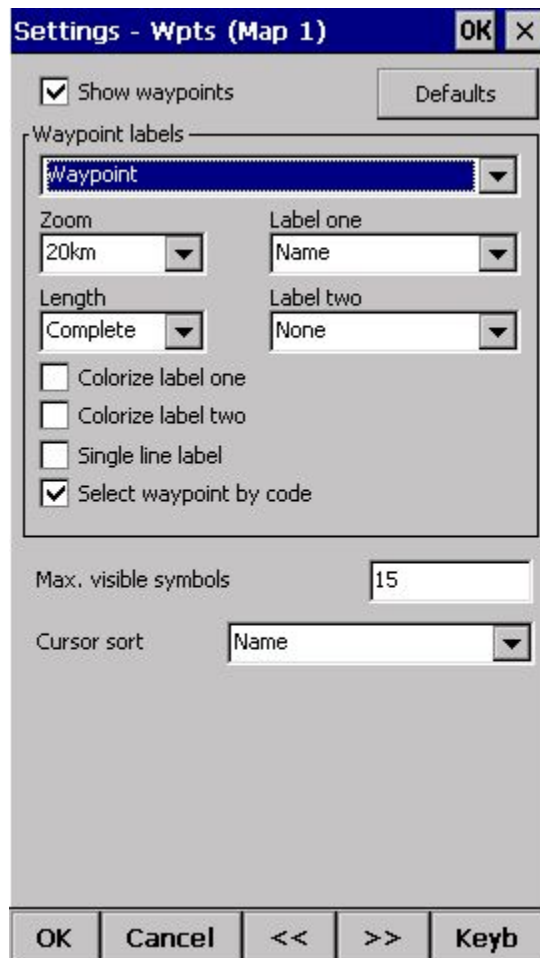 Settings - Wpts (Map 1) OK ×
Show waypoints Defaults
Waypoint labels
Waypoint
Zoom Label one
20km Name
Length Label two
Complete None
Colorize label one
Colorize label two
Single line label
Select waypoint by code
Max. visible symbols 15
Cursor sort Name
OK Cancel << >> Keyb